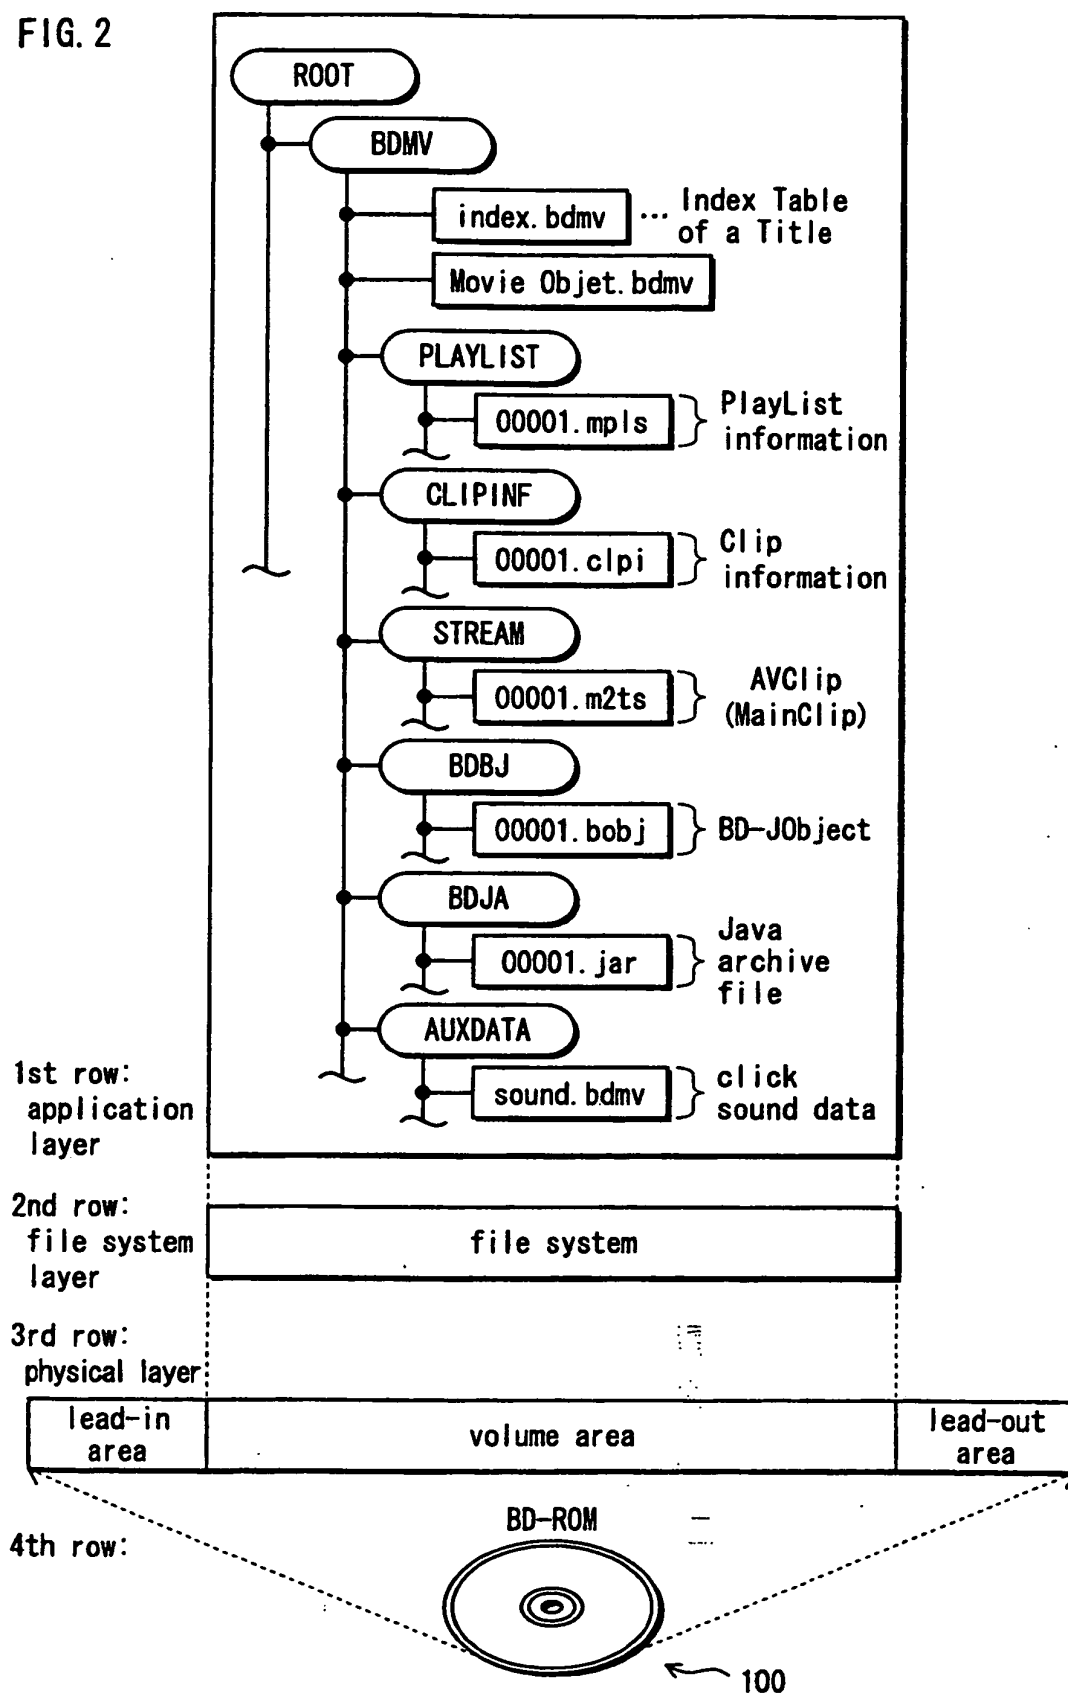 FIG. 2
ROOT
BDMV
index.bdmv ... Index Table
of a Title
Movie Objet.bdmv
PLAYLIST
00001.mpls
PlayList
information
CLIPINF
00001.clpi
Clip
information
STREAM
00001.m2ts
AVClip
(MainClip)
BDBJ
00001.bobj
BD-JObject
BDJA
00001.jar
Java
archive
file
AUXDATA
sound.bdmv
click
sound data
1st row:
application
layer
2nd row:
file system
layer
file system
3rd row:
physical layer
lead-in
area
volume area
lead-out
area
BD-ROM
4th row:
100